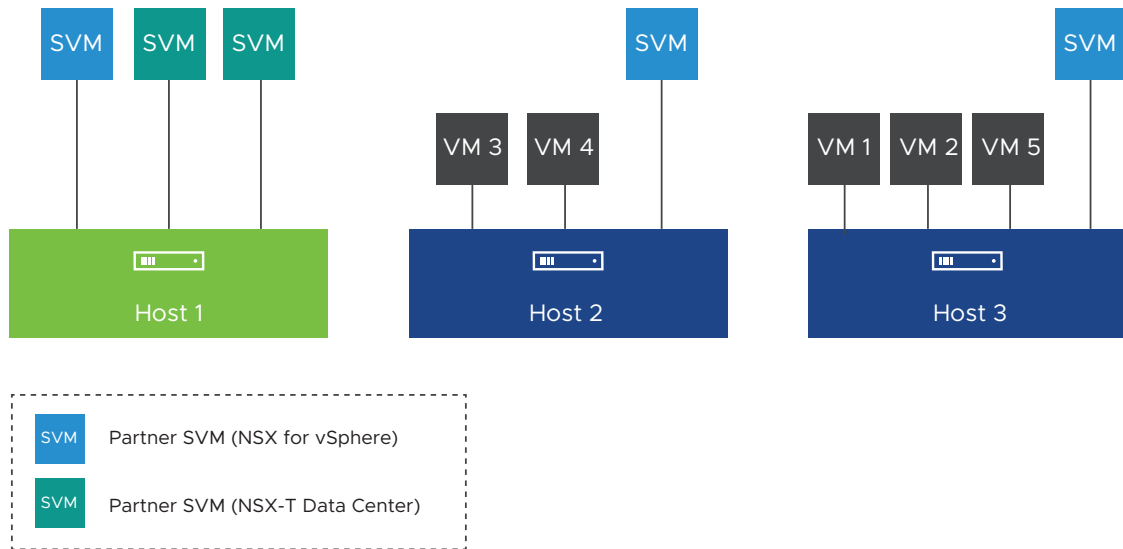 SVM SVM SVM SVM SVM
VM 3 VM 4 VM 1 VM 2 VM 5
Host 1 Host 2 Host 3
SVM Partner SVM (NSX for vSphere)
SVM Partner SVM (NSX-T Data Center)